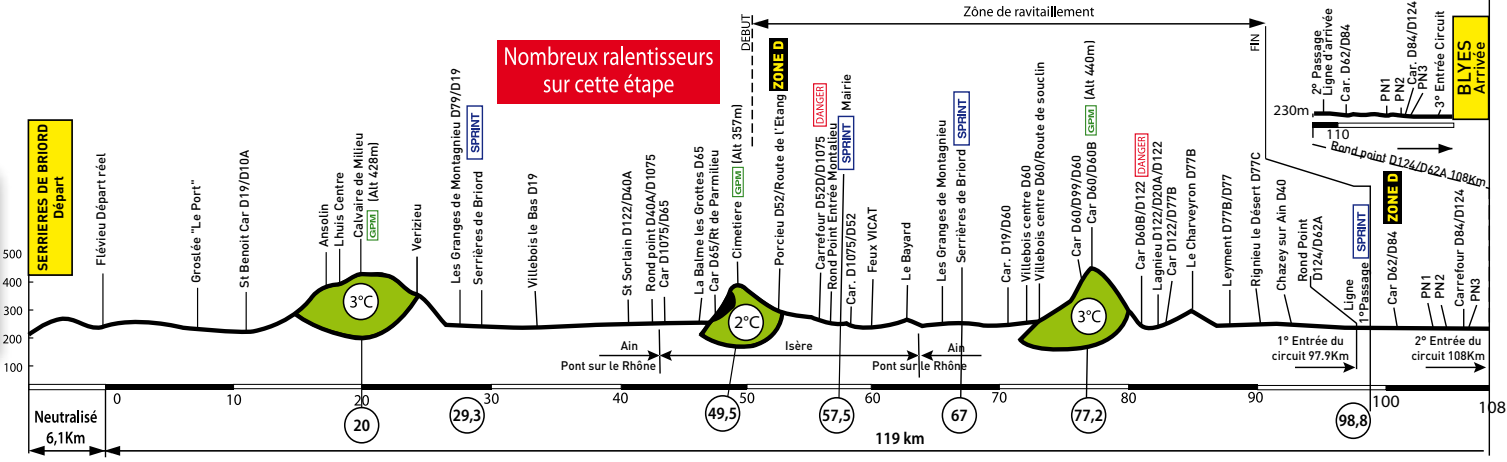 Nombreux ralentisseurs
sur cette étape
DEBUT
Zône de ravitaillement
FIN
SERRIERES DE BRIORD
Départ
Flévieu Départ réel
Groslée "Le Port"
St Benoit Car D19/D10A
Ansolin
Lhuis Centre
Calvaire de Milieu
GPM (Alt 428m)
Verizieu
Les Granges de Montagnieu D79/D19
SPRINT
Serrières de Briord
Villebois le Bas D19
St Sorlain D122/D40A
Rond point D40A/D1075
Car D1075/D65
La Balme les Grottes D65
Car D65/Rt de Parmilieu
Cimetiere GPM (Alt 357m)
Porcieu D52/Route de l'Etang ZONE D
Carrefour D52D/D1075 DANGER
Rond Point Entrée Montalieu
SPRINT Mairie
Car. D1075/D52
Feux VICAT
Le Bayard
Les Granges de Montagnieu
Serrières de Briord SPRINT
Car. D19/D60
Villebois centre D60
Villebois centre D60/Route de souclin
Car D60/D99/D60
Car D60/D60B GPM (Alt 440m)
Car D60B/D122 DANGER
Lagnieu D122/D20A/D122
Car D122/D77B
Le Charveyron D77B
Leyment D77B/D77
Rignieu le Désert D77C
Chazey sur Ain D40
Rond Point
D124/D62A
Ligne
1°Passage SPRINT
Car D62/D84 ZONE D
PN1
PN2
Carrefour D84/D124
PN3
2° Passage
Ligne d'arrivée
Car. D62/D84
PN1
PN2
Car. D84/D124
PN3
3° Entrée Circuit
BLYES
Arrivée
230m
110
Rond point D124/D62A 108Km
500
400
300
200
100
3°C
2°C
3°C
Ain
Isère
Ain
Pont sur le Rhône
Pont sur le Rhône
1° Entrée du
circuit 97.9Km
2° Entrée du
circuit 108Km
0
10
20
30
40
50
60
70
80
90
100
108
Neutralisé
6,1Km
20
29,3
49,5
57,5
67
77,2
98,8
119 km